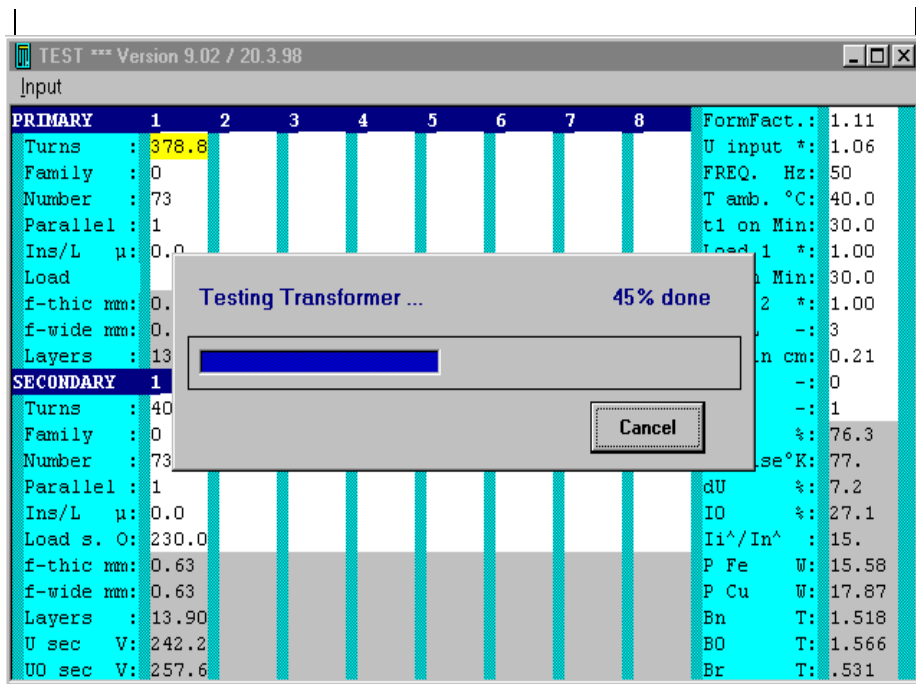 TEST *** Version 9.02 / 20.3.98
Input
PRIMARY 1 2 3 4 5 6 7 8 FormFact.: 1.11
Turns : 378.8 U input *: 1.06
Family : 0 FREQ. Hz: 50
Number : 73 T amb. °C: 40.0
Parallel : 1 t1 on Min: 30.0
Ins/L µ: 0.0 Load 1 *: 1.00
Load Min: 30.0
f-thic mm: 0. 2 *: 1.00
f-wide mm: 0. -: 3
Layers : 13 cm: 0.21
SECONDARY 1 -: 0
Turns : 40 -: 1
Family : 0 %: 76.3
Number : 73 se°K: 77.
Parallel : 1 dU %: 7.2
Ins/L µ: 0.0 IO %: 27.1
Load s. O: 230.0 Ii^/In^ : 15.
f-thic mm: 0.63 P Fe W: 15.58
f-wide mm: 0.63 P Cu W: 17.87
Layers : 13.90 Bn T: 1.518
U sec V: 242.2 BO T: 1.566
UO sec V: 257.6 Br T: .531
Testing Transformer ... 45% done
Cancel